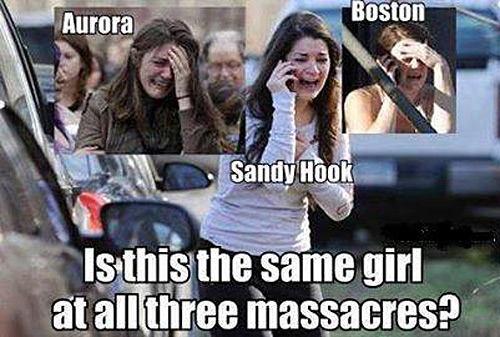 Aurora
Boston
Sandy Hook
Is this the same girl
at all three massacres?